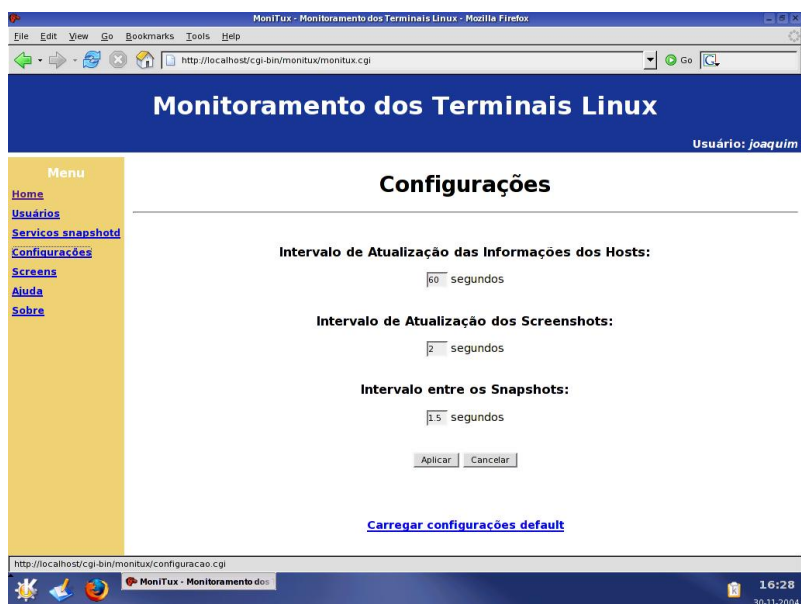 MoniTux - Monitoramento dos Terminais Linux - Mozilla Firefox
File Edit View Go Bookmarks Tools Help
http://localhost/cgi-bin/monitux/monitux.cgi
Go
G
Monitoramento dos Terminais Linux
Usuário: joaquim
Menu
Home
Usuários
Serviços snapshotd
Configurações
Screens
Ajuda
Sobre
Configurações
Intervalo de Atualização das Informações dos Hosts:
60 segundos
Intervalo de Atualização dos Screenshots:
2 segundos
Intervalo entre os Snapshots:
1.5 segundos
Aplicar Cancelar
Carregar configurações default
http://localhost/cgi-bin/monitux/configuracao.cgi
MoniTux - Monitoramento dos
16:28
30-11-2004